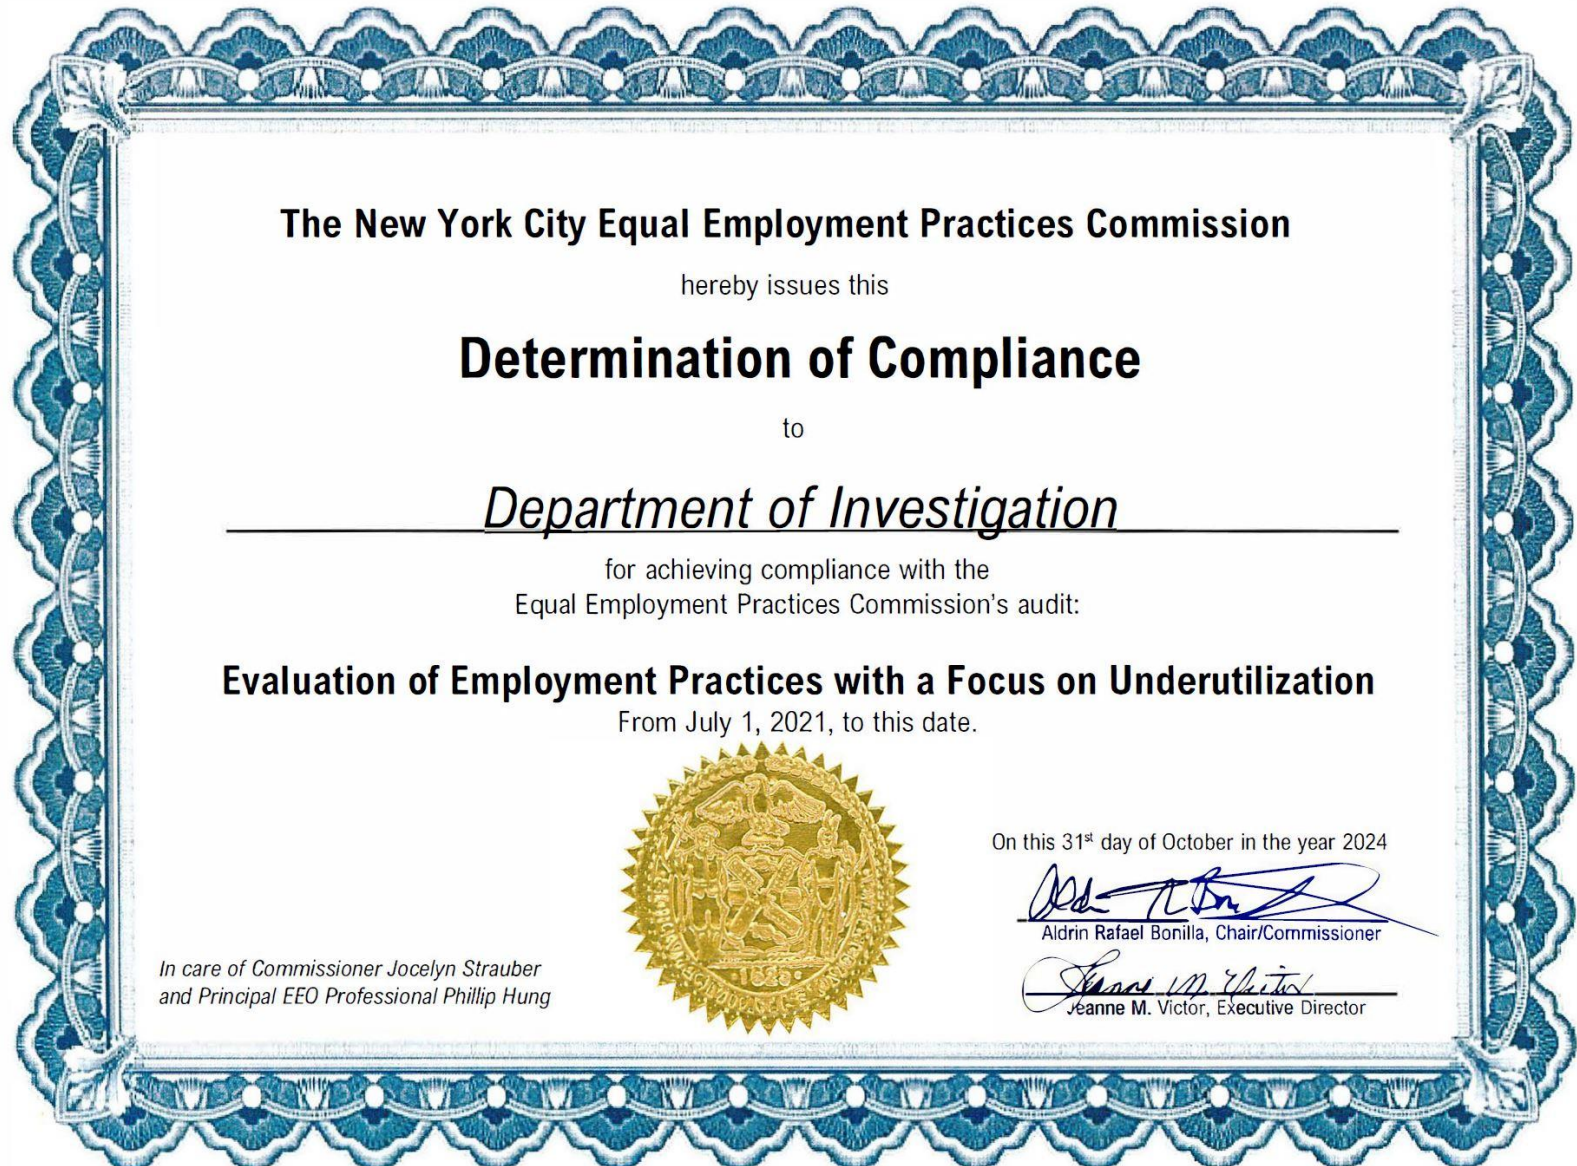 The New York City Equal Employment Practices Commission
hereby issues this
Determination of Compliance
to
Department of Investigation
for achieving compliance with the
Equal Employment Practices Commission's audit:
Evaluation of Employment Practices with a Focus on Underutilization
From July 1, 2021, to this date.
On this 31st day of October in the year 2024
Aldrin Rafael Bonilla, Chair/Commissioner
Jeanne M. Victor
Jeanne M. Victor, Executive Director
In care of Commissioner Jocelyn Strauber
and Principal EEO Professional Phillip Hung